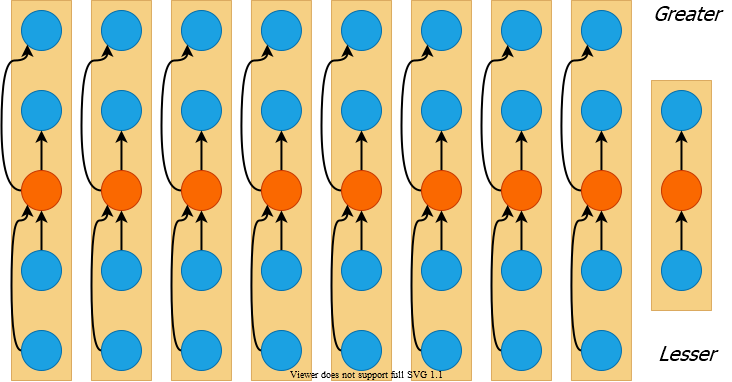 Greater
Lesser
Viewer does not support full SVG 1.1